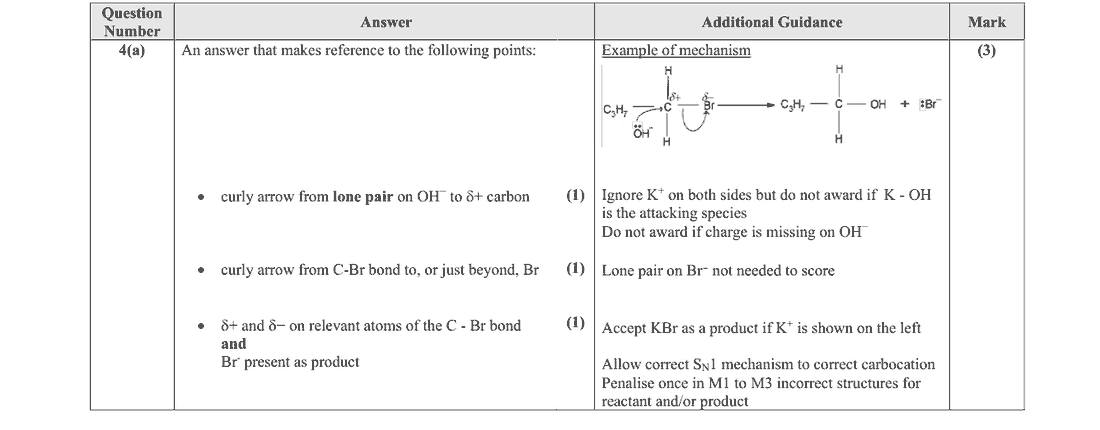 Question
Number
Answer
Additional Guidance
Mark
4(a)
An answer that makes reference to the following points:
Example of mechanism
(3)
H
H
C₃H₇
C
δ+
δ−
Br
C₃H₇ — C — OH + :Br⁻
:ÖH⁻
H
H
• curly arrow from lone pair on OH⁻ to δ+ carbon (1)
Ignore K⁺ on both sides but do not award if K - OH
is the attacking species
Do not award if charge is missing on OH⁻
• curly arrow from C-Br bond to, or just beyond, Br (1)
Lone pair on Br⁻ not needed to score
• δ+ and δ− on relevant atoms of the C - Br bond (1)
and
Br⁻ present as product
Accept KBr as a product if K⁺ is shown on the left
Allow correct SN1 mechanism to correct carbocation
Penalise once in M1 to M3 incorrect structures for
reactant and/or product